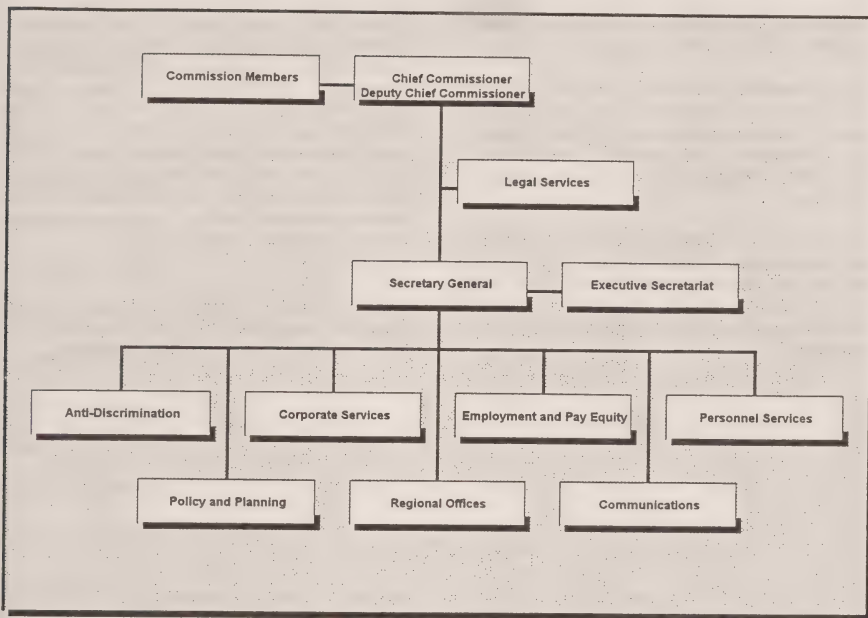 Commission Members
Chief Commissioner
Deputy Chief Commissioner
Legal Services
Secretary General
Executive Secretariat
Anti-Discrimination
Corporate Services
Employment and Pay Equity
Personnel Services
Policy and Planning
Regional Offices
Communications